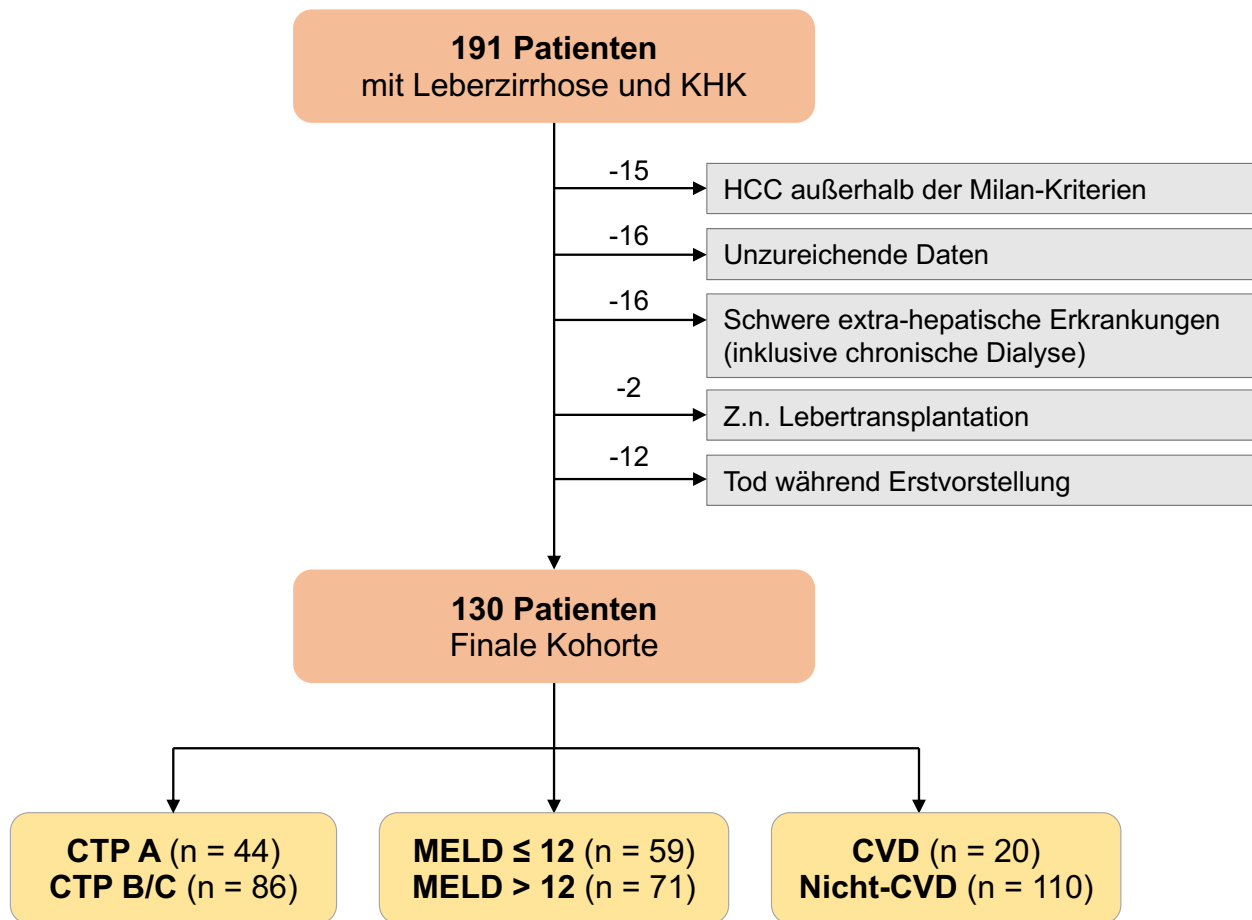 191 Patienten
mit Leberzirrhose und KHK
-15
HCC außerhalb der Milan-Kriterien
-16
Unzureichende Daten
-16
Schwere extra-hepatische Erkrankungen
(inklusive chronische Dialyse)
-2
Z.n. Lebertransplantation
-12
Tod während Erstvorstellung
130 Patienten
Finale Kohorte
CTP A (n = 44)
CTP B/C (n = 86)
MELD ≤ 12 (n = 59)
MELD > 12 (n = 71)
CVD (n = 20)
Nicht-CVD (n = 110)